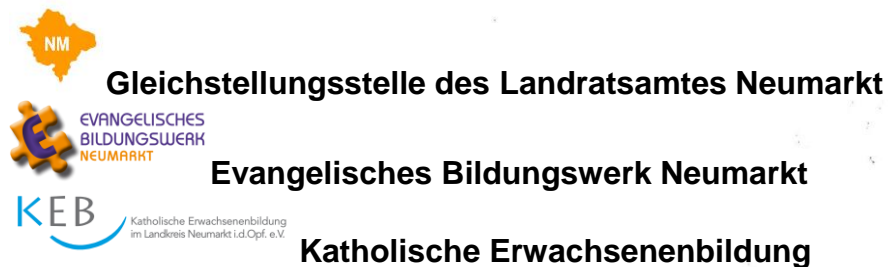 NM
Gleichstellungsstelle des Landratsamtes Neumarkt
EVANGELISCHES
BILDUNGSWERK
NEUMARKT
Evangelisches Bildungswerk Neumarkt
KEB
Katholische Erwachsenenbildung
im Landkreis Neumarkt i.d.Opf. e.V.
Katholische Erwachsenenbildung